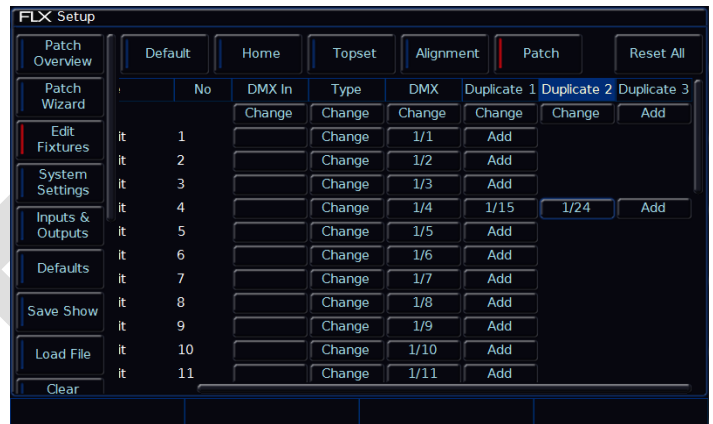 FLX Setup
Patch Overview
Patch Wizard
Edit Fixtures
System Settings
Inputs & Outputs
Defaults
Save Show
Load File
Clear
Default Home Topset Alignment Patch Reset All
No DMX In Type DMX Duplicate 1 Duplicate 2 Duplicate 3
Change Change Change Change Change Add
it 1 Change 1/1 Add
it 2 Change 1/2 Add
it 3 Change 1/3 Add
it 4 Change 1/4 1/15 1/24 Add
it 5 Change 1/5 Add
it 6 Change 1/6 Add
it 7 Change 1/7 Add
it 8 Change 1/8 Add
it 9 Change 1/9 Add
it 10 Change 1/10 Add
it 11 Change 1/11 Add